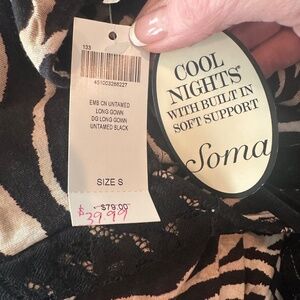 133
451003266227
EMB CN UNTAMED
LONG GOWN
DG LONG GOWN
UNTAMED BLACK
SIZE S
$79.00
$39.99
COOL
NIGHTS®
WITH BUILT IN
SOFT SUPPORT
Soma